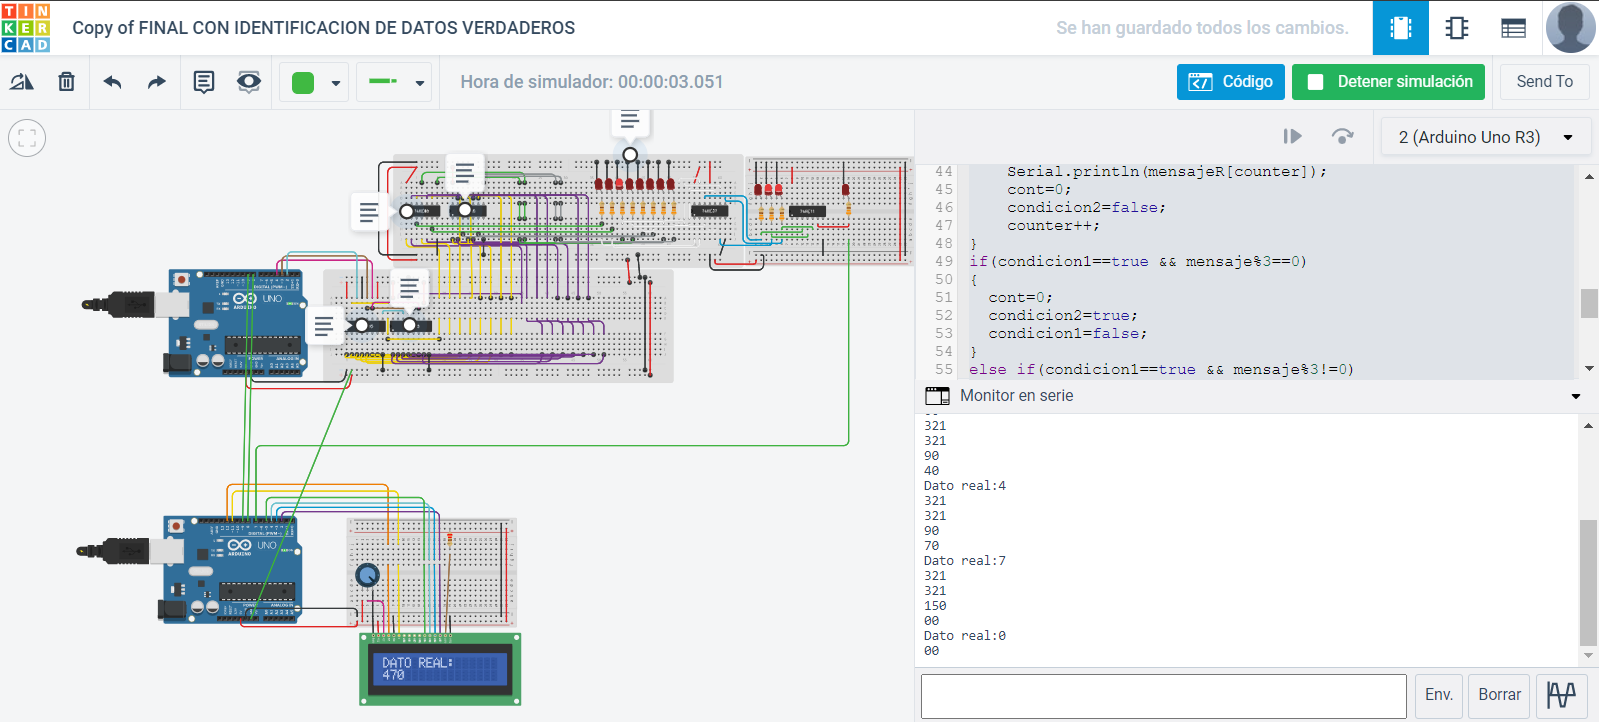 TIN
KER
CAD
Copy of FINAL CON IDENTIFICACION DE DATOS VERDADEROS
Se han guardado todos los cambios.
Hora de simulador: 00:00:03.051
Código
Detener simulación
Send To
2 (Arduino Uno R3)
44 Serial.println(mensajeR[counter]);
45 cont=0;
46 condicion2=false;
47 counter++;
48 }
49 if(condicion1==true && mensaje%3==0)
50 {
51 cont=0;
52 condicion2=true;
53 condicion1=false;
54 }
55 else if(condicion1==true && mensaje%3!=0)
Monitor en serie
321
321
90
40
Dato real:4
321
321
90
70
Dato real:7
321
321
150
00
Dato real:0
00
Env.
Borrar
UNO
ARDUINO
UNO
ARDUINO
DATO REAL:
470